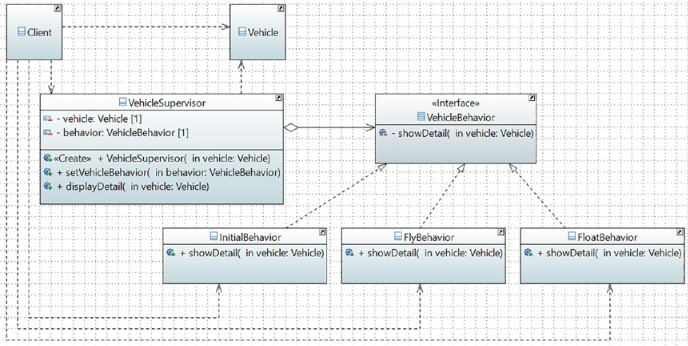 Client
Vehicle
VehicleSupervisor
- vehicle: Vehicle [1]
- behavior: VehicleBehavior [1]
«Create» + VehicleSupervisor( in vehicle: Vehicle)
+ setVehicleBehavior( in behavior: VehicleBehavior)
+ displayDetail( in vehicle: Vehicle)
«Interface»
VehicleBehavior
- showDetail( in vehicle: Vehicle)
InitialBehavior
+ showDetail( in vehicle: Vehicle)
FlyBehavior
+ showDetail( in vehicle: Vehicle)
FloatBehavior
+ showDetail( in vehicle: Vehicle)